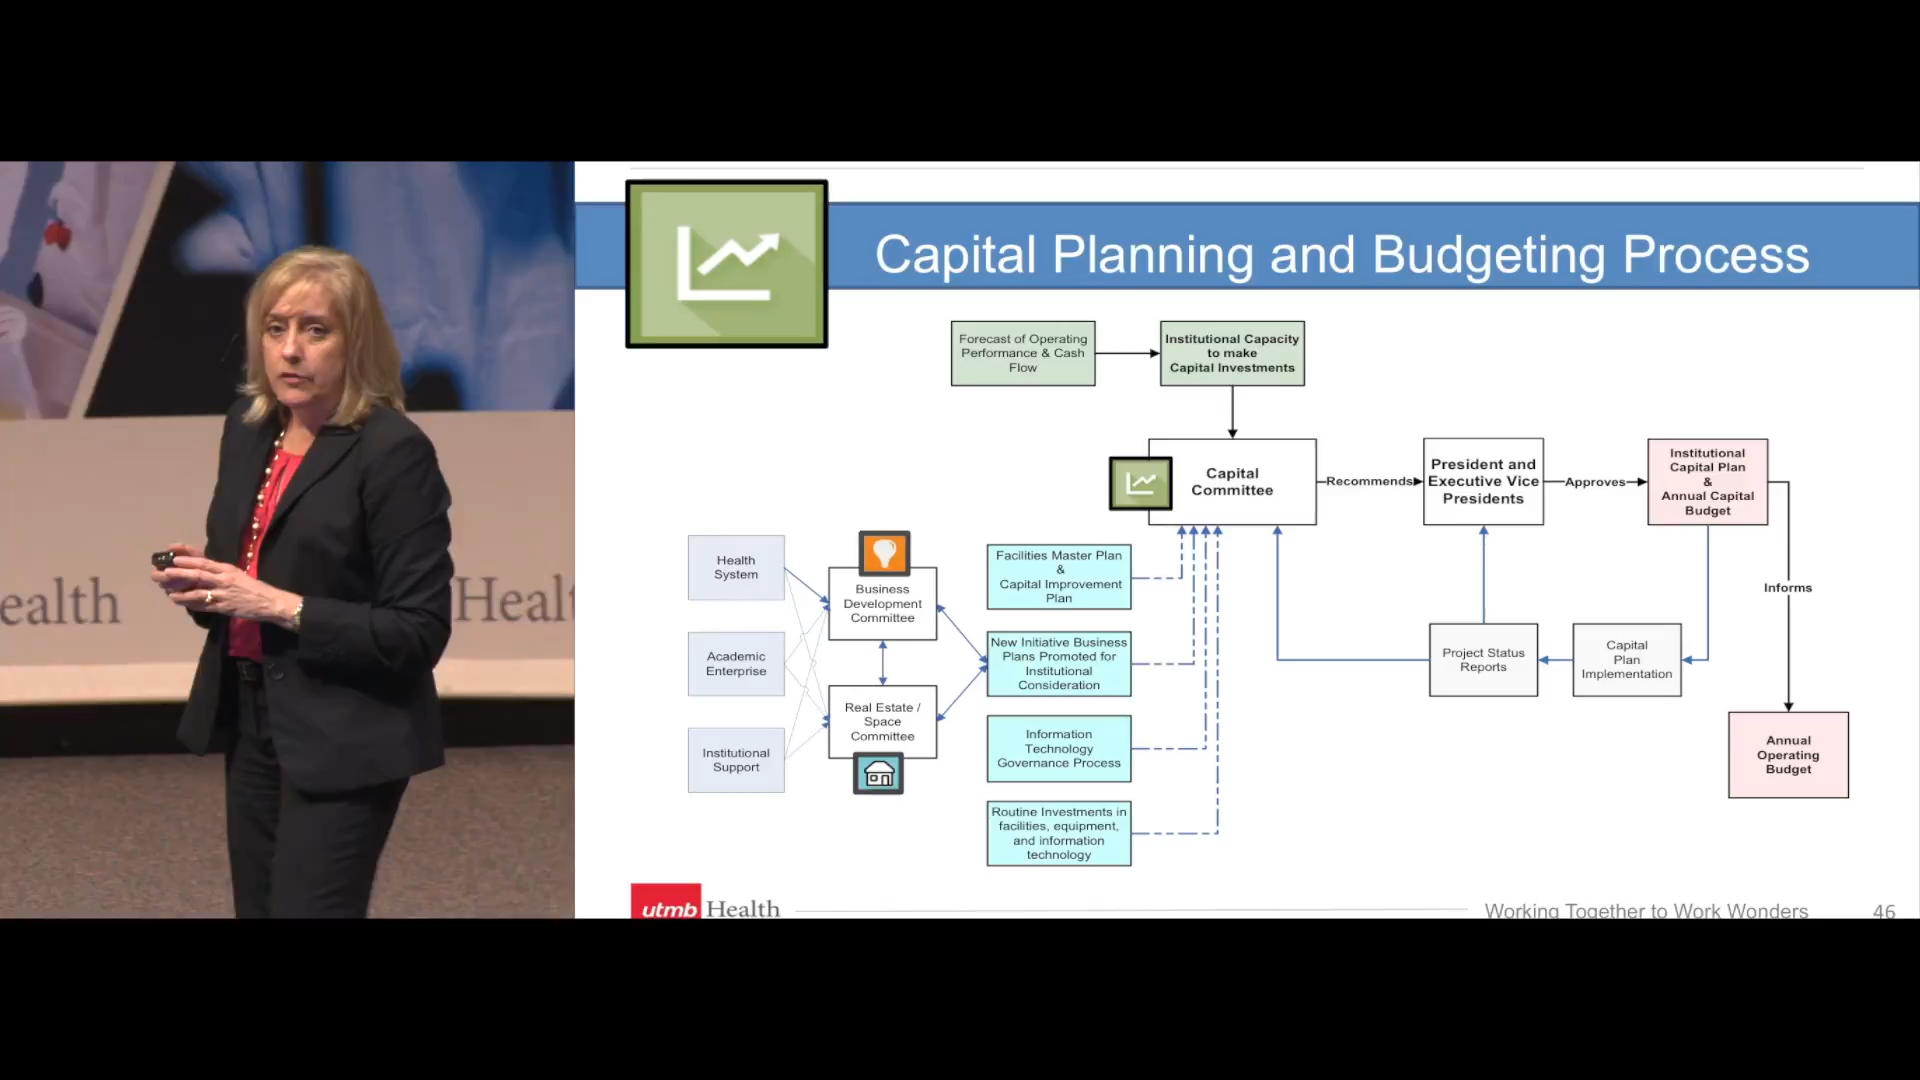 ealth
Healt
Capital Planning and Budgeting Process
Forecast of Operating
Performance & Cash
Flow
Institutional Capacity
to make
Capital Investments
Capital
Committee
Recommends
President and
Executive Vice
Presidents
Approves
Institutional
Capital Plan
&
Annual Capital
Budget
Informs
Health
System
Academic
Enterprise
Institutional
Support
Business
Development
Committee
Real Estate /
Space
Committee
Facilities Master Plan
&
Capital Improvement
Plan
New Initiative Business
Plans Promoted for
Institutional
Consideration
Information
Technology
Governance Process
Routine Investments in
facilities, equipment,
and information
technology
Project Status
Reports
Capital
Plan
Implementation
Annual
Operating
Budget
utmb Health
Working Together to Work Wonders
46